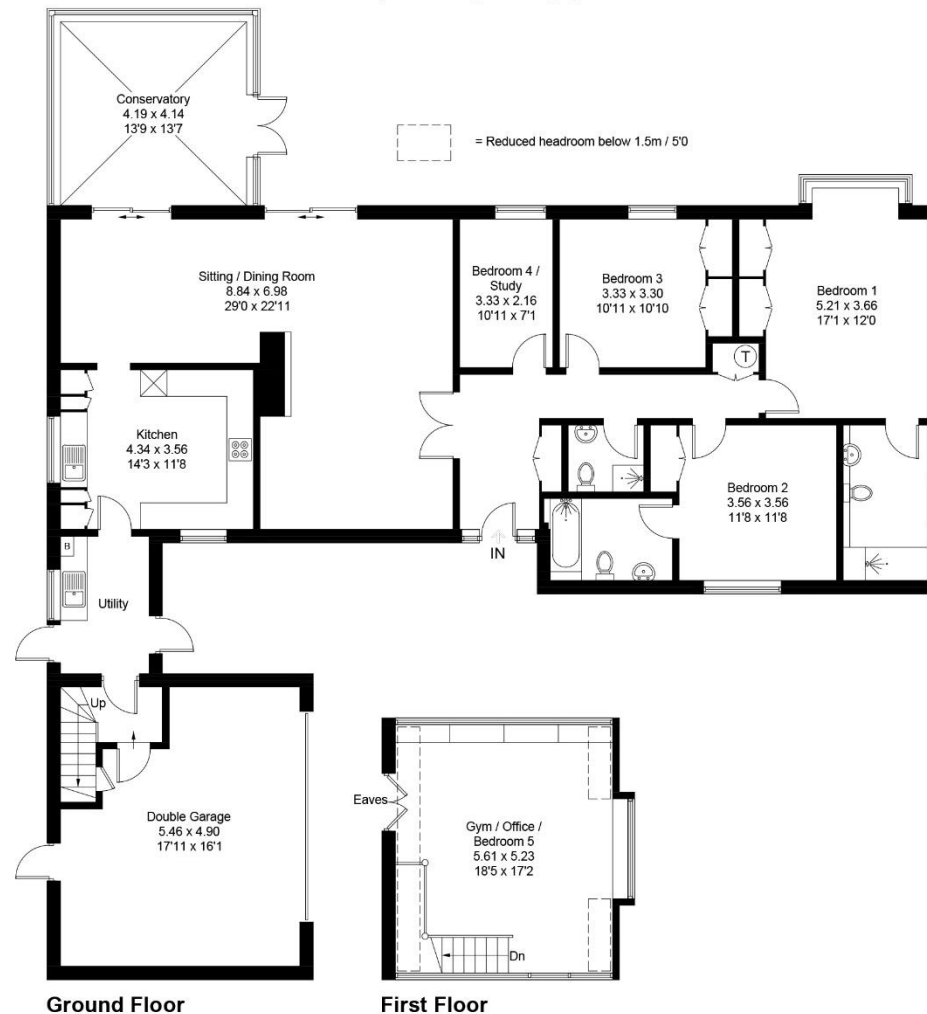 Conservatory
4.19 x 4.14
13'9 x 13'7
= Reduced headroom below 1.5m / 5'0
Sitting / Dining Room
8.84 x 6.98
29'0 x 22'11
Bedroom 4 /
Study
3.33 x 2.16
10'11 x 7'1
Bedroom 3
3.33 x 3.30
10'11 x 10'10
Bedroom 1
5.21 x 3.66
17'1 x 12'0
T
Kitchen
4.34 x 3.56
14'3 x 11'8
Bedroom 2
3.56 x 3.56
11'8 x 11'8
IN
B
Utility
Up
Double Garage
5.46 x 4.90
17'11 x 16'1
Eaves
Gym / Office /
Bedroom 5
5.61 x 5.23
18'5 x 17'2
Dn
Ground Floor
First Floor